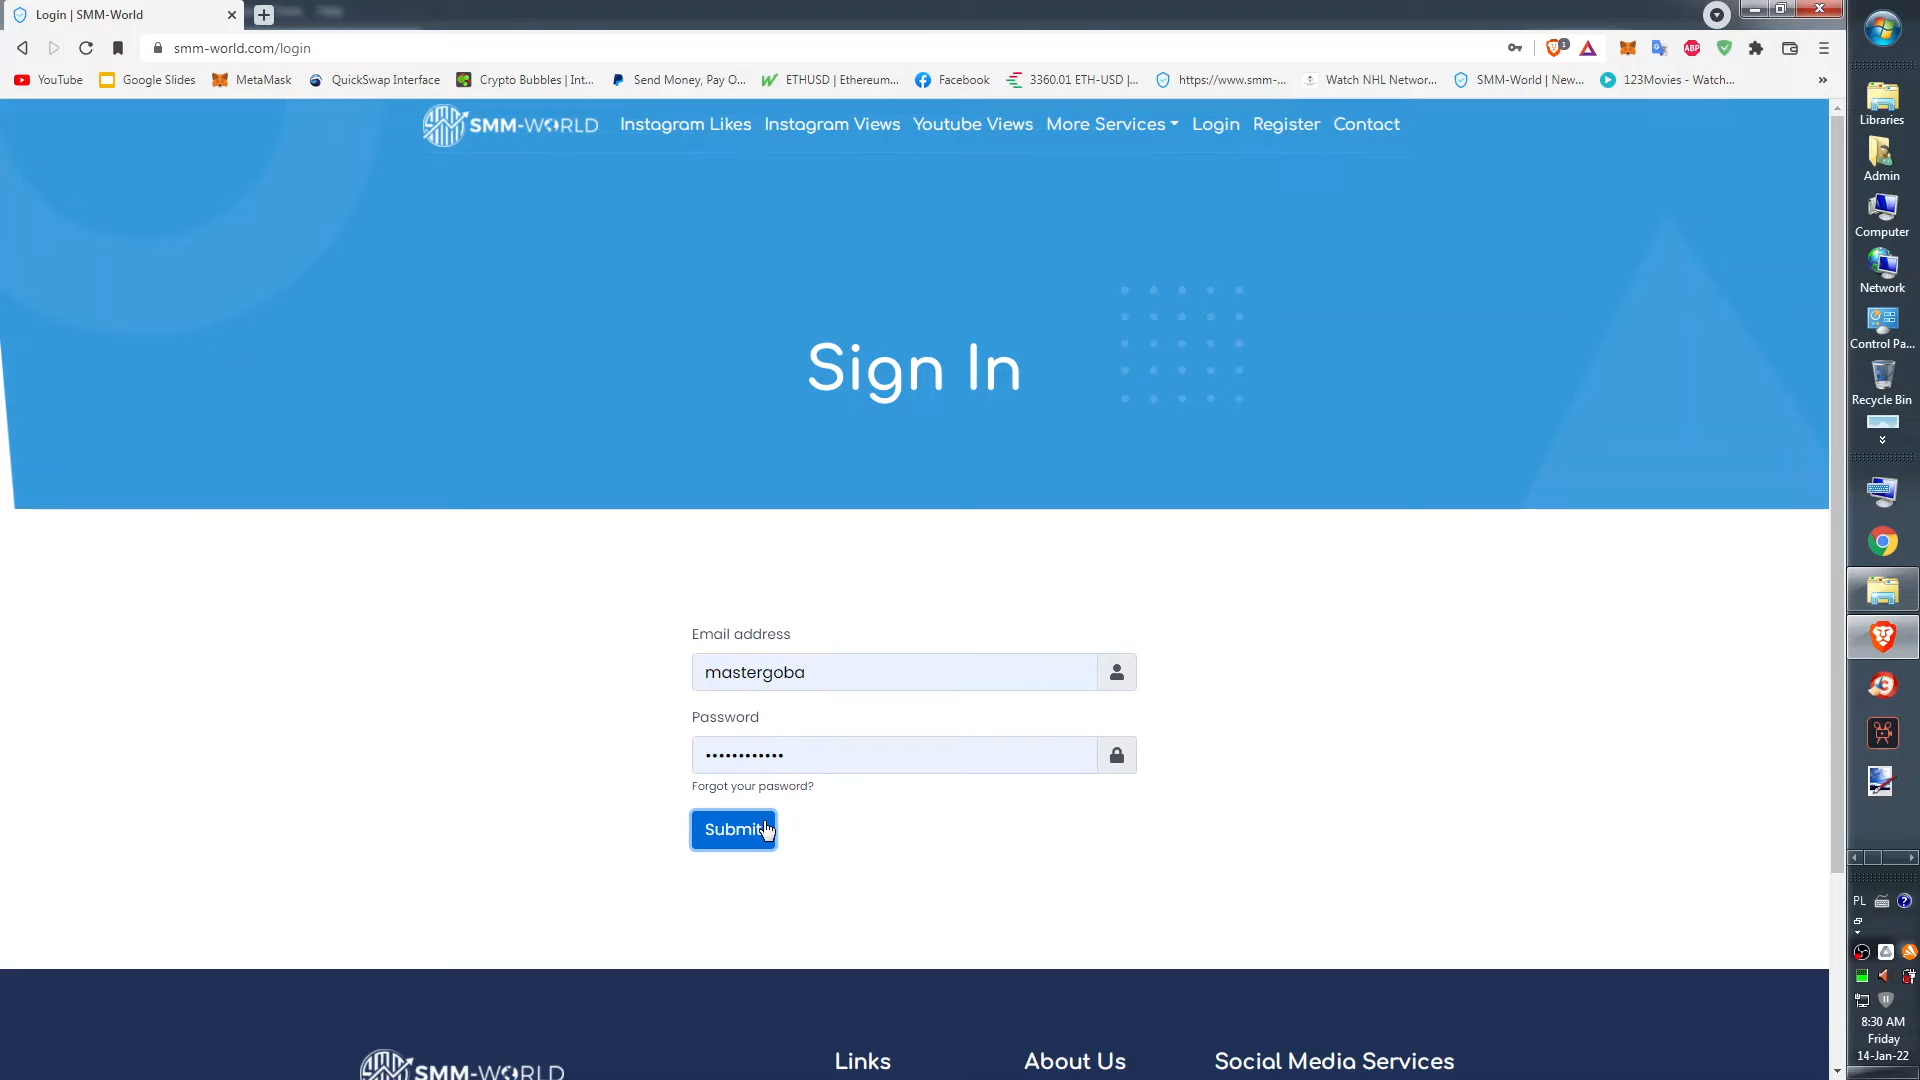 Login | SMM-World
smm-world.com/login
YouTube
Google Slides
MetaMask
QuickSwap Interface
Crypto Bubbles | Int...
Send Money, Pay O...
ETHUSD | Ethereum...
Facebook
3360.01 ETH-USD |...
https://www.smm-...
Watch NHL Networ...
SMM-World | New...
123Movies - Watch...
»
SMM-WORLD
Instagram Likes
Instagram Views
Youtube Views
More Services
Login
Register
Contact
Sign In
Email address
mastergoba
Password
••••••••••••
Forgot your pasword?
Submit
SMM-WORLD
Links
About Us
Social Media Services
Libraries
Admin
Computer
Network
Control Pa...
Recycle Bin
PL
8:30 AM
Friday
14-Jan-22